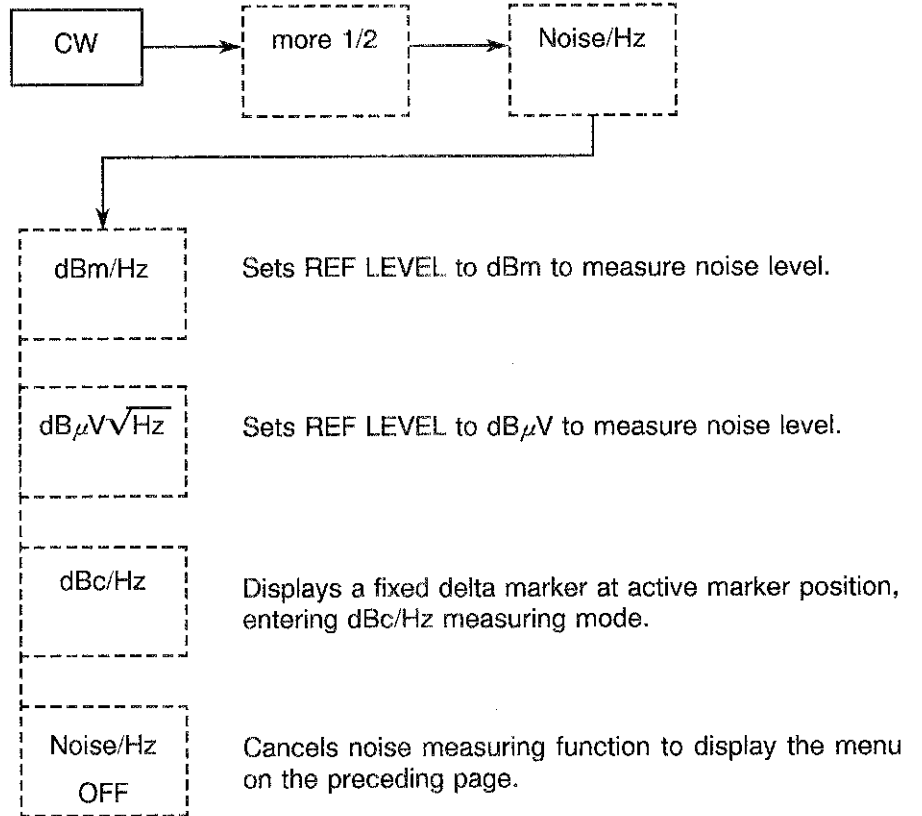 CW
more 1/2
Noise/Hz
dBm/Hz
Sets REF LEVEL to dBm to measure noise level.
dBμV√Hz
Sets REF LEVEL to dBμV to measure noise level.
dBc/Hz
Displays a fixed delta marker at active marker position,
entering dBc/Hz measuring mode.
Noise/Hz
OFF
Cancels noise measuring function to display the menu
on the preceding page.